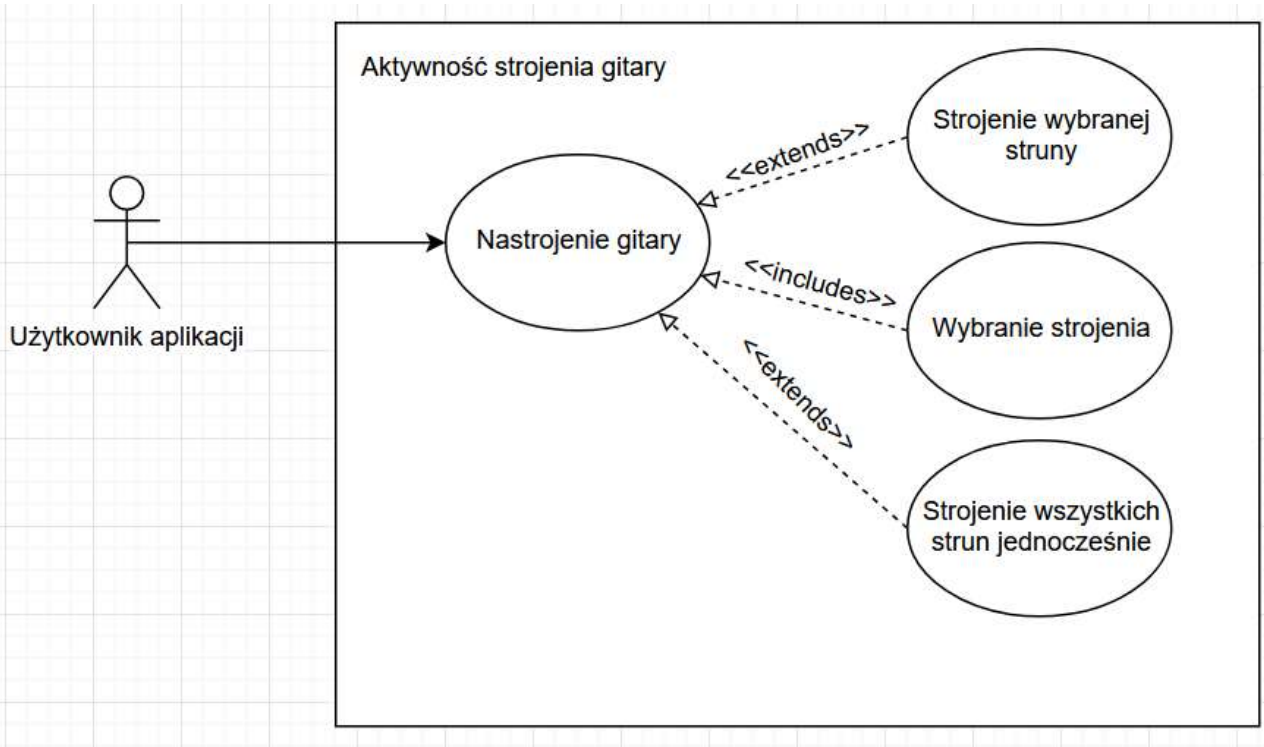 Aktywność strojenia gitary
<<extends>>
Strojenie wybranej
struny
Nastrojenie gitary
<<includes>>
Wybranie strojenia
Użytkownik aplikacji
<<extends>>
Strojenie wszystkich
strun jednocześnie